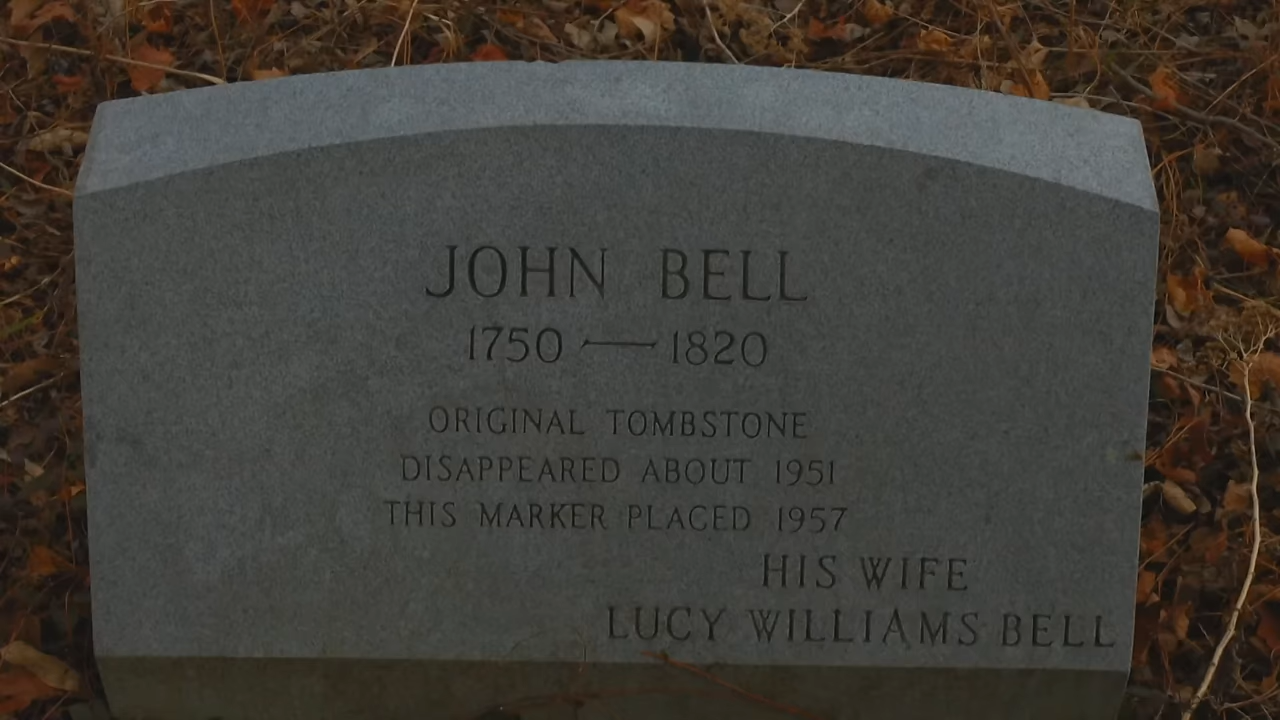 JOHN BELL
1750 — 1820
ORIGINAL TOMBSTONE
DISAPPEARED ABOUT 1951
THIS MARKER PLACED 1957
HIS WIFE
LUCY WILLIAMS BELL